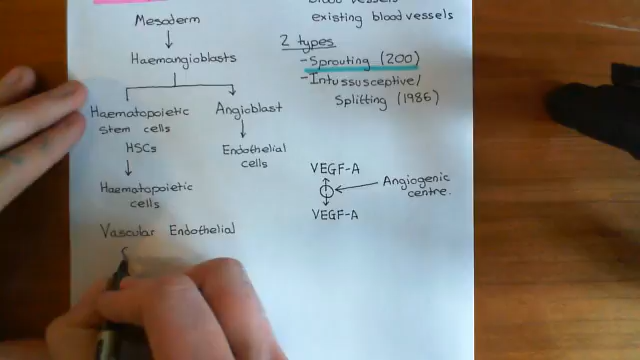 Mesoderm
Haemangioblasts
Haematopoietic
stem cells
HSCs
Haematopoietic
cells
Angioblast
Endothelial
cells
Vascular Endothelial
blood vessels
existing blood vessels
2 types
-Sprouting (200)
-Intussusceptive/
Splitting (1986)
VEGF-A
Angiogenic
centre.
VEGF-A